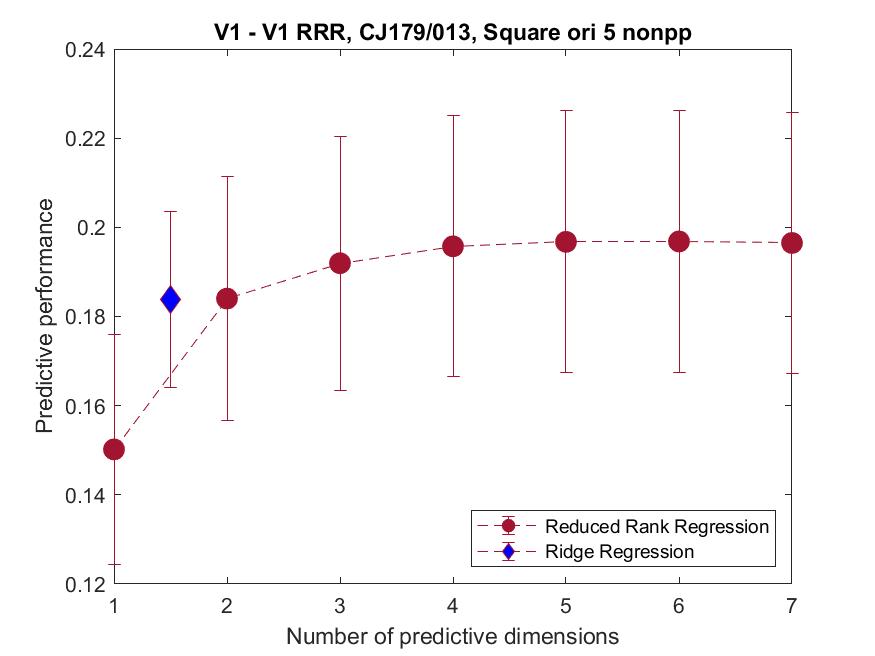 V1 - V1 RRR, CJ179/013, Square ori 5 nonpp
0.24
0.22
0.2
0.18
0.16
0.14
0.12
Predictive performance
Reduced Rank Regression
Ridge Regression
1 2 3 4 5 6 7
Number of predictive dimensions